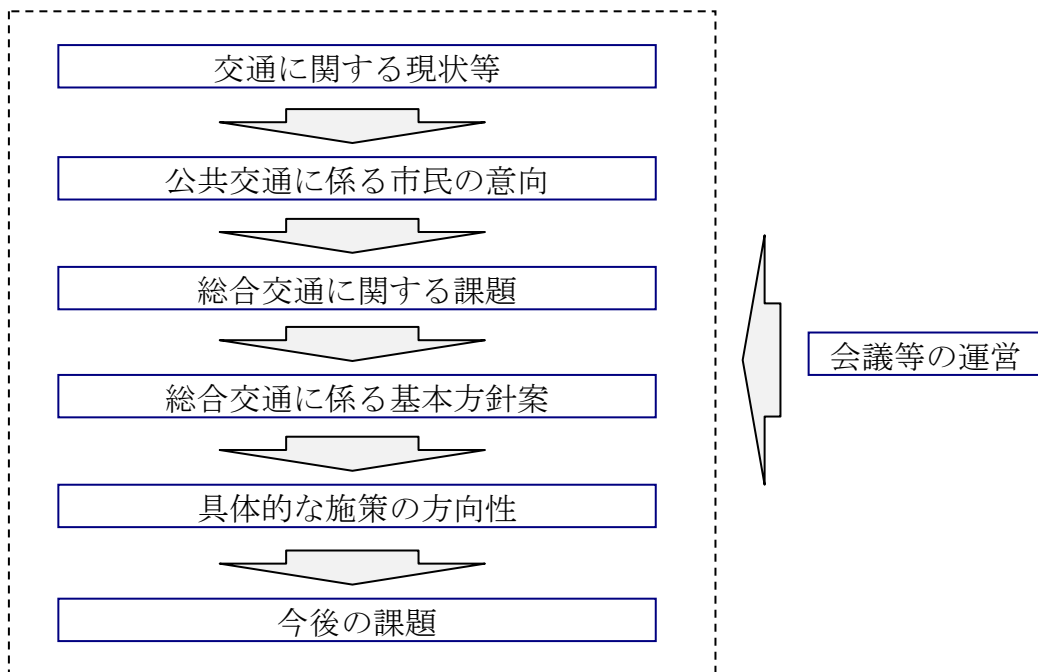 交通に関する現状等
公共交通に係る市民の意向
総合交通に関する課題
総合交通に係る基本方針案
具体的な施策の方向性
今後の課題
会議等の運営